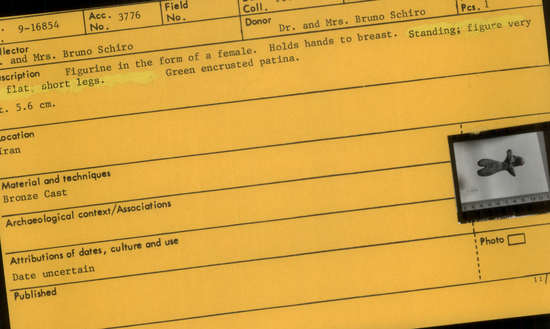 . 9-16854 Acc. No. 3776 Field No. Coll. Pcs. 1
llector . and Mrs. Bruno Schiro Donor Dr. and Mrs. Bruno Schiro
scription Figurine in the form of a female. Holds hands to breast. Standing; figure very
flat, short legs. Green encrusted patina.
t. 5.6 cm.
ocation
Iran
Material and techniques
Bronze Cast
Archaeological context/Associations
Attributions of dates, culture and use
Date uncertain
Photo
Published